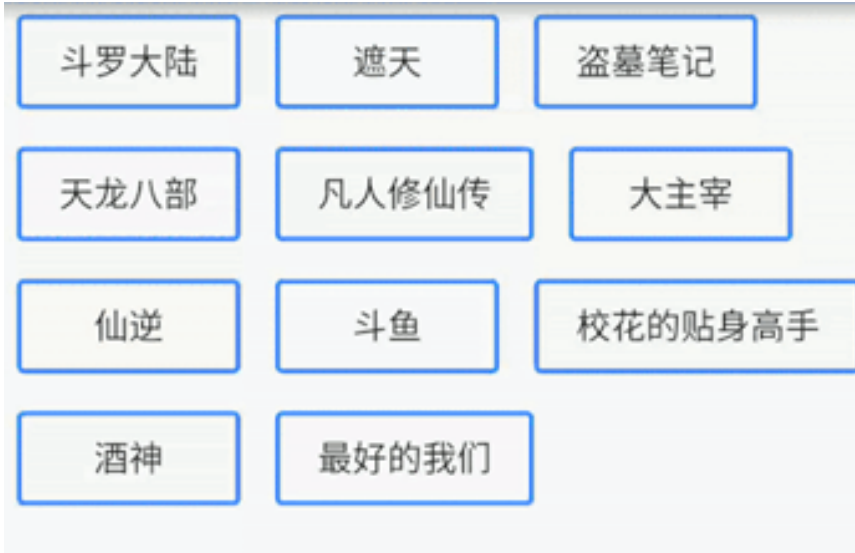 斗罗大陆 遮天 盗墓笔记
天龙八部 凡人修仙传 大主宰
仙逆 斗鱼 校花的贴身高手
酒神 最好的我们